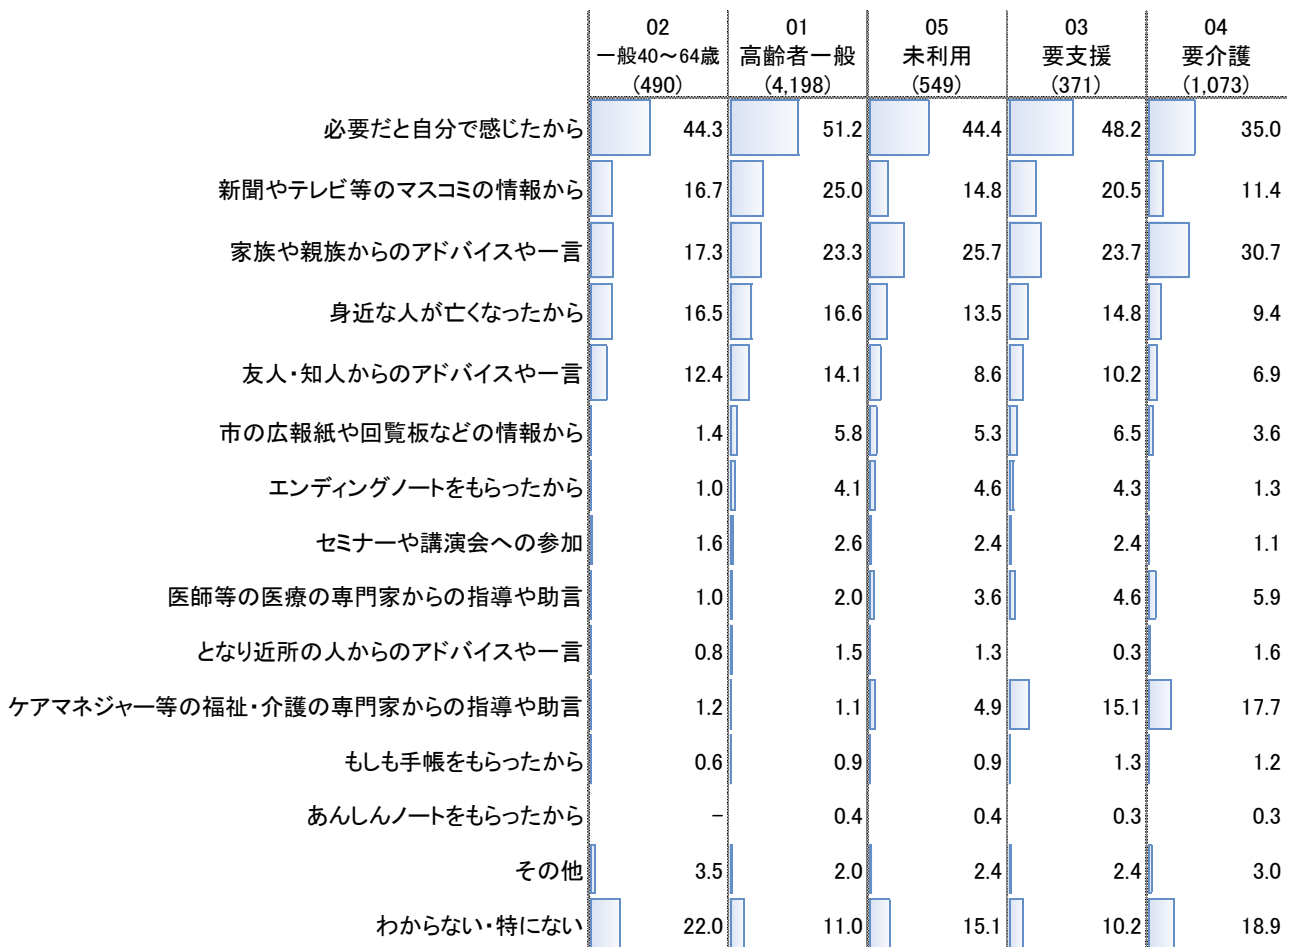 02 01 05 03 04
一般40～64歳 高齢者一般 未利用 要支援 要介護
(490) (4,198) (549) (371) (1,073)
必要だと自分で感じたから 44.3 51.2 44.4 48.2 35.0
新聞やテレビ等のマスコミの情報から 16.7 25.0 14.8 20.5 11.4
家族や親族からのアドバイスや一言 17.3 23.3 25.7 23.7 30.7
身近な人が亡くなったから 16.5 16.6 13.5 14.8 9.4
友人・知人からのアドバイスや一言 12.4 14.1 8.6 10.2 6.9
市の広報紙や回覧板などの情報から 1.4 5.8 5.3 6.5 3.6
エンディングノートをもらったから 1.0 4.1 4.6 4.3 1.3
セミナーや講演会への参加 1.6 2.6 2.4 2.4 1.1
医師等の医療の専門家からの指導や助言 1.0 2.0 3.6 4.6 5.9
となり近所の人からのアドバイスや一言 0.8 1.5 1.3 0.3 1.6
ケアマネジャー等の福祉・介護の専門家からの指導や助言 1.2 1.1 4.9 15.1 17.7
もしも手帳をもらったから 0.6 0.9 0.9 1.3 1.2
あんしんノートをもらったから － 0.4 0.4 0.3 0.3
その他 3.5 2.0 2.4 2.4 3.0
わからない・特にない 22.0 11.0 15.1 10.2 18.9